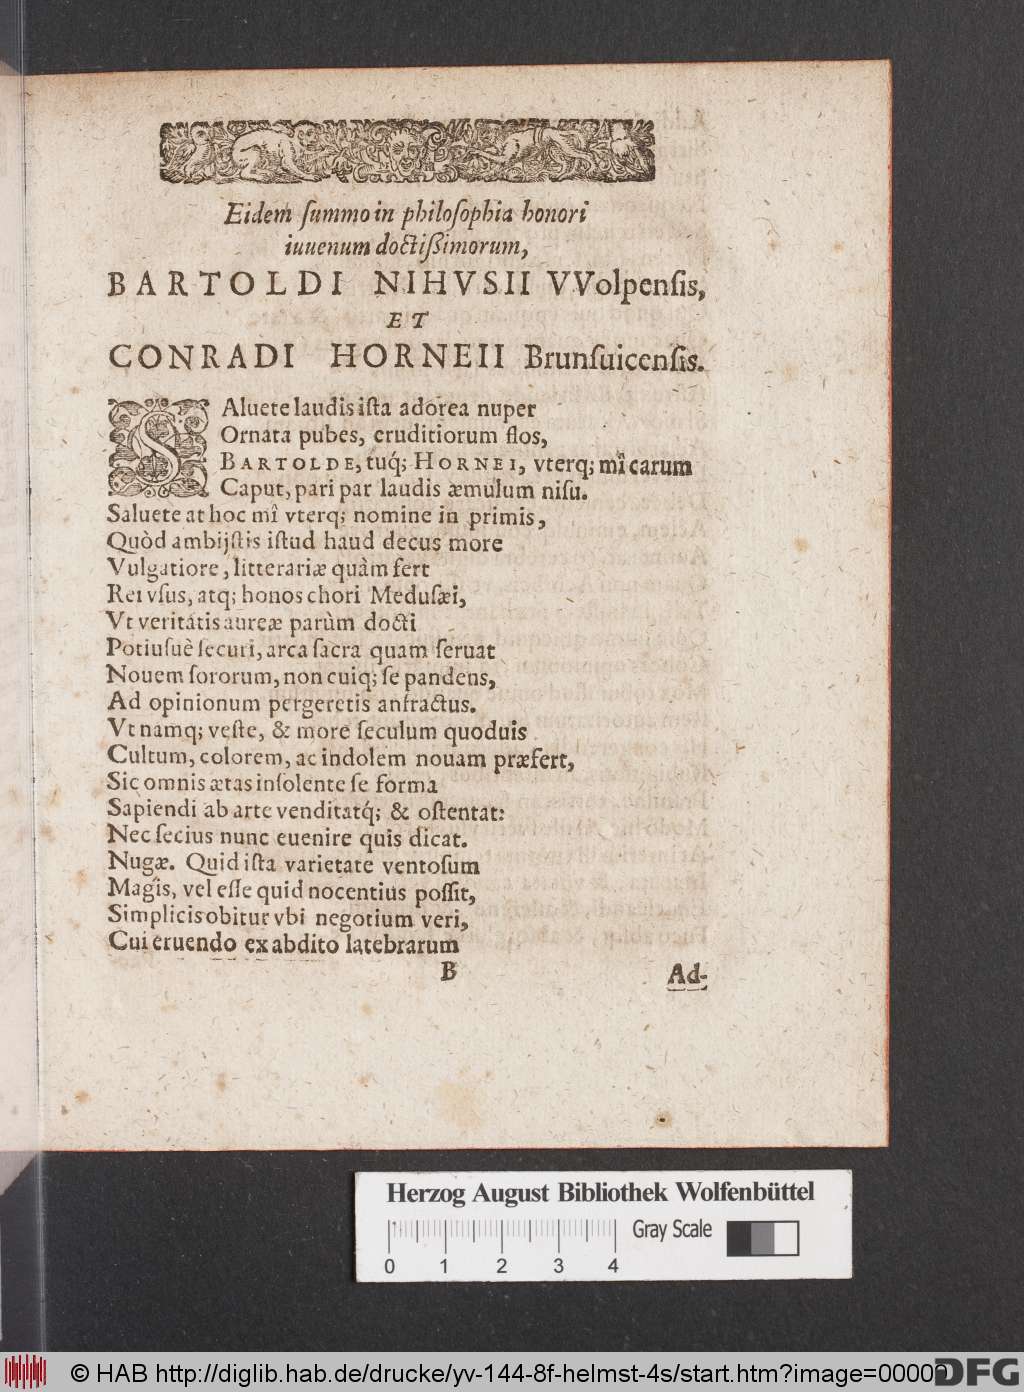 Eidem ſummo in philoſophia honori
iuuenum doctißimorum,
BARTOLDI NIHVSII VVolpenſis,
ET
CONRADI HORNEII Brunſuicenſis.
SAluete laudis iſta adorea nuper
Ornata pubes, eruditiorum flos,
BARTOLDE, tuq́; HORNEI, vterq; mî carum
Caput, pari par laudis æmulum niſu.
Saluete at hoc mî vterq; nomine in primis,
Quòd ambijſtis iſtud haud decus more
Vulgatiore, litterariæ quàm fert
Rei vſus, atq; honos chori Meduſæi,
Vt veritatis aureæ parùm docti
Potiuſuè ſecuri, arca ſacra quam ſeruat
Nouem ſororum, non cuiq; ſe pandens,
Ad opinionum pergeretis anfractus.
Vt namq; veſte, & more ſeculum quoduis
Cultum, colorem, ac indolem nouam præfert,
Sic omnis ætas inſolente ſe forma
Sapiendi ab arte venditatq́; & oſtentat:
Nec ſecius nunc euenire quis dicat.
Nugæ. Quid iſta varietate ventoſum
Magis, vel eſſe quid nocentius poſſit,
Simplicis obitur vbi negotium veri,
Cui eruendo ex abdito latebrarum
B
Ad-
Herzog August Bibliothek Wolfenbüttel
Gray Scale
0 1 2 3 4
© HAB http://diglib.hab.de/drucke/yv-144-8f-helmst-4s/start.htm?image=00009
DFG